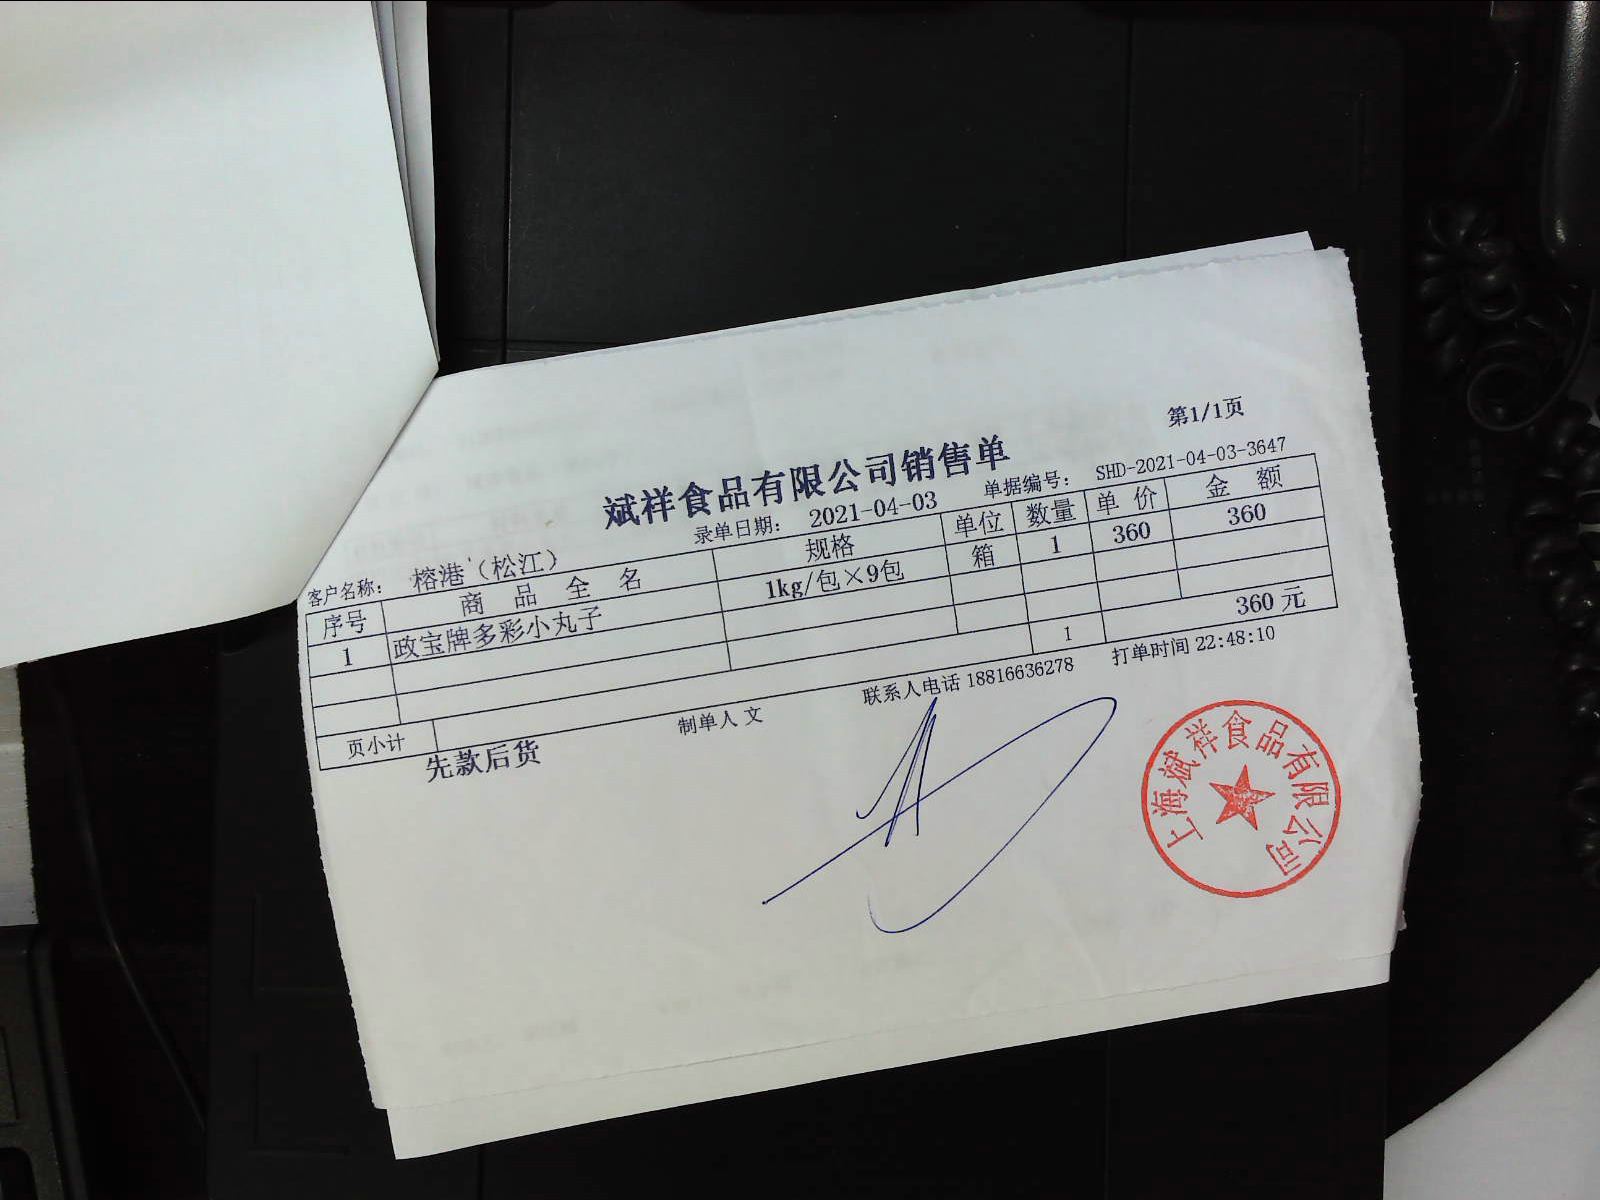 第1/1页
斌祥食品有限公司销售单
录单日期： 2021-04-03 单据编号： SHD-2021-04-03-3647
客户名称： 榕港（松江）
序号 商品全名 规格 单位 数量 单价 金额
1 政宝牌多彩小丸子 1kg/包×9包 箱 1 360 360
页小计 1 360元
先款后货 制单人 文 联系人电话 18816636278 打单时间 22:48:10
上海斌祥食品有限公司